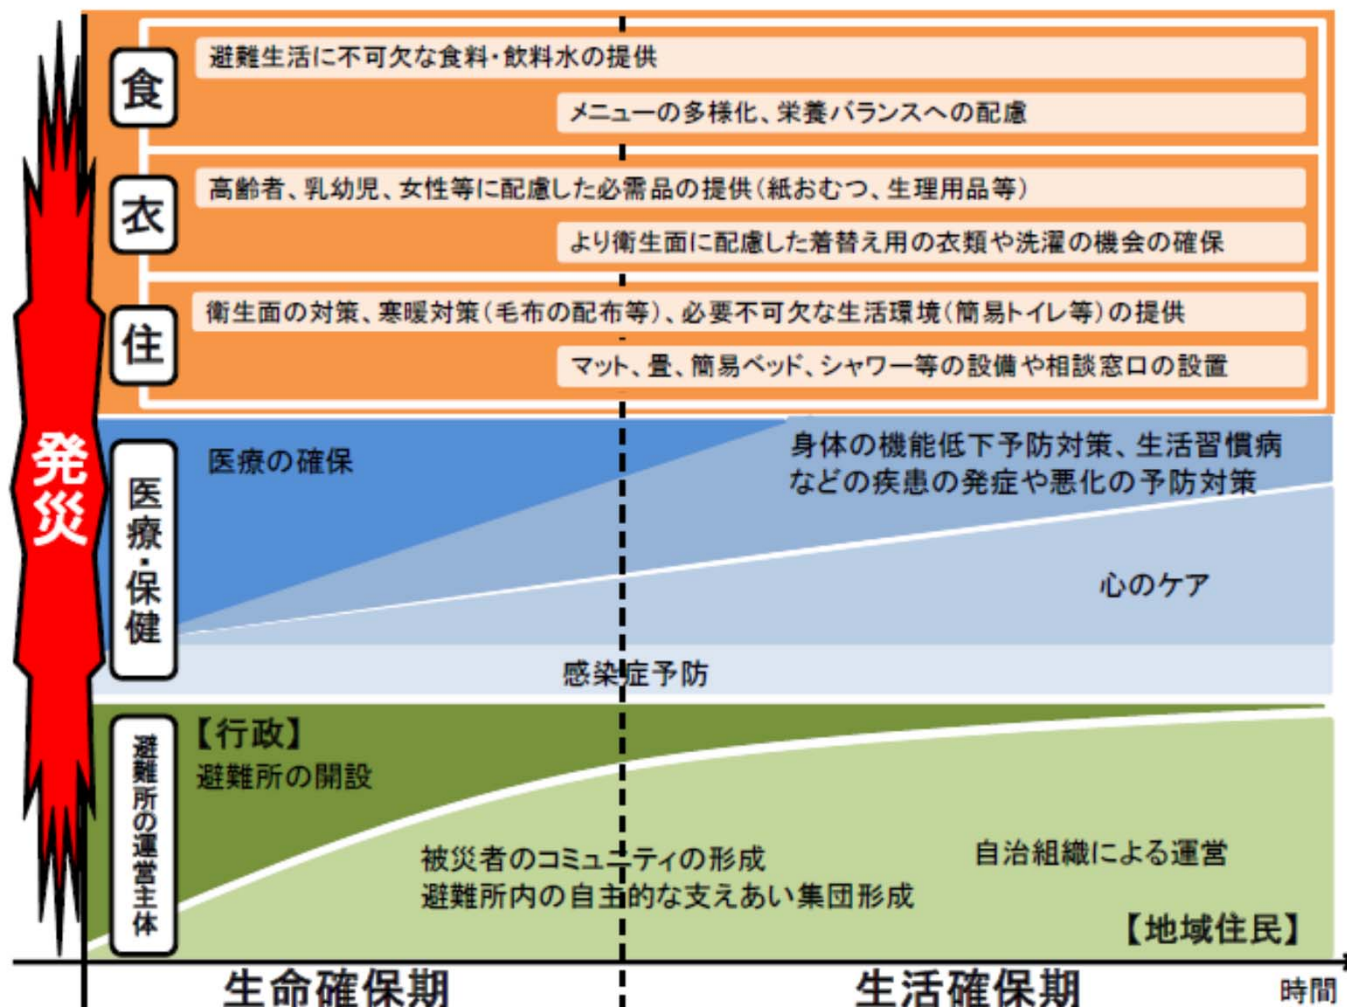 発災
食
避難生活に不可欠な食料・飲料水の提供
メニューの多様化、栄養バランスへの配慮
衣
高齢者、乳幼児、女性等に配慮した必需品の提供(紙おむつ、生理用品等)
より衛生面に配慮した着替え用の衣類や洗濯の機会の確保
住
衛生面の対策、寒暖対策(毛布の配布等)、必要不可欠な生活環境(簡易トイレ等)の提供
マット、畳、簡易ベッド、シャワー等の設備や相談窓口の設置
医療・保健
医療の確保
身体の機能低下予防対策、生活習慣病
などの疾患の発症や悪化の予防対策
心のケア
感染症予防
避難所の運営主体
【行政】
避難所の開設
被災者のコミュニティの形成
避難所内の自主的な支えあい集団形成
自治組織による運営
【地域住民】
生命確保期
生活確保期
時間